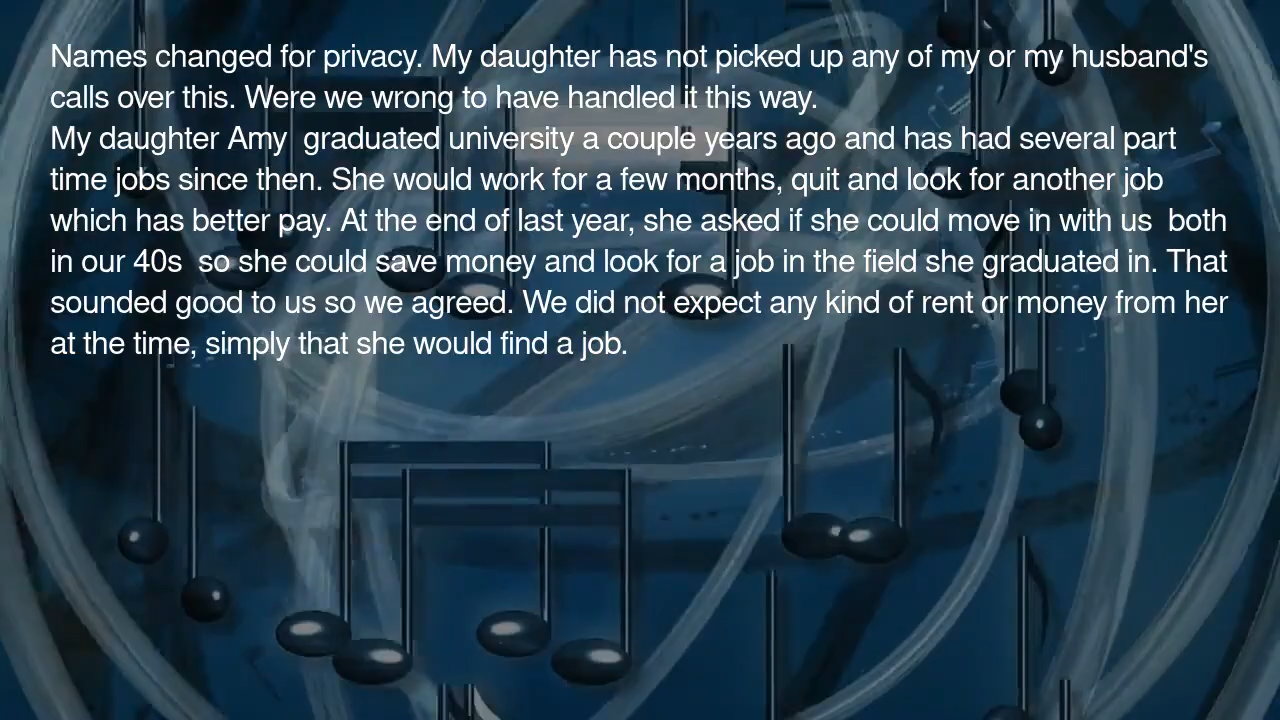 Names changed for privacy. My daughter has not picked up any of my or my husband's
calls over this. Were we wrong to have handled it this way.
My daughter Amy  graduated university a couple years ago and has had several part
time jobs since then. She would work for a few months, quit and look for another job
which has better pay. At the end of last year, she asked if she could move in with us  both
in our 40s  so she could save money and look for a job in the field she graduated in. That
sounded good to us so we agreed. We did not expect any kind of rent or money from her
at the time, simply that she would find a job.